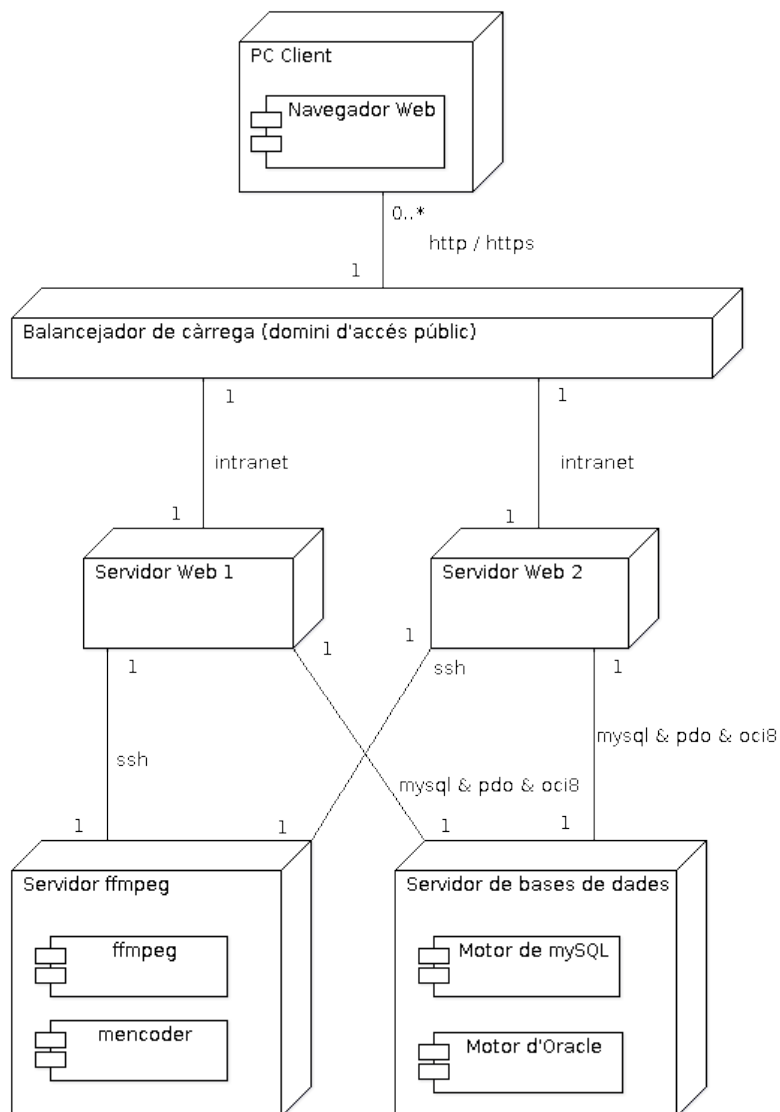 PC Client
Navegador Web
0..*
http / https
1
Balancejador de càrrega (domini d'accés públic)
1
1
intranet
intranet
1
1
Servidor Web 1
Servidor Web 2
1
1
1
1
ssh
ssh
mysql & pdo & oci8
mysql & pdo & oci8
1
1
1
1
Servidor ffmpeg
Servidor de bases de dades
ffmpeg
Motor de mySQL
mencoder
Motor d'Oracle